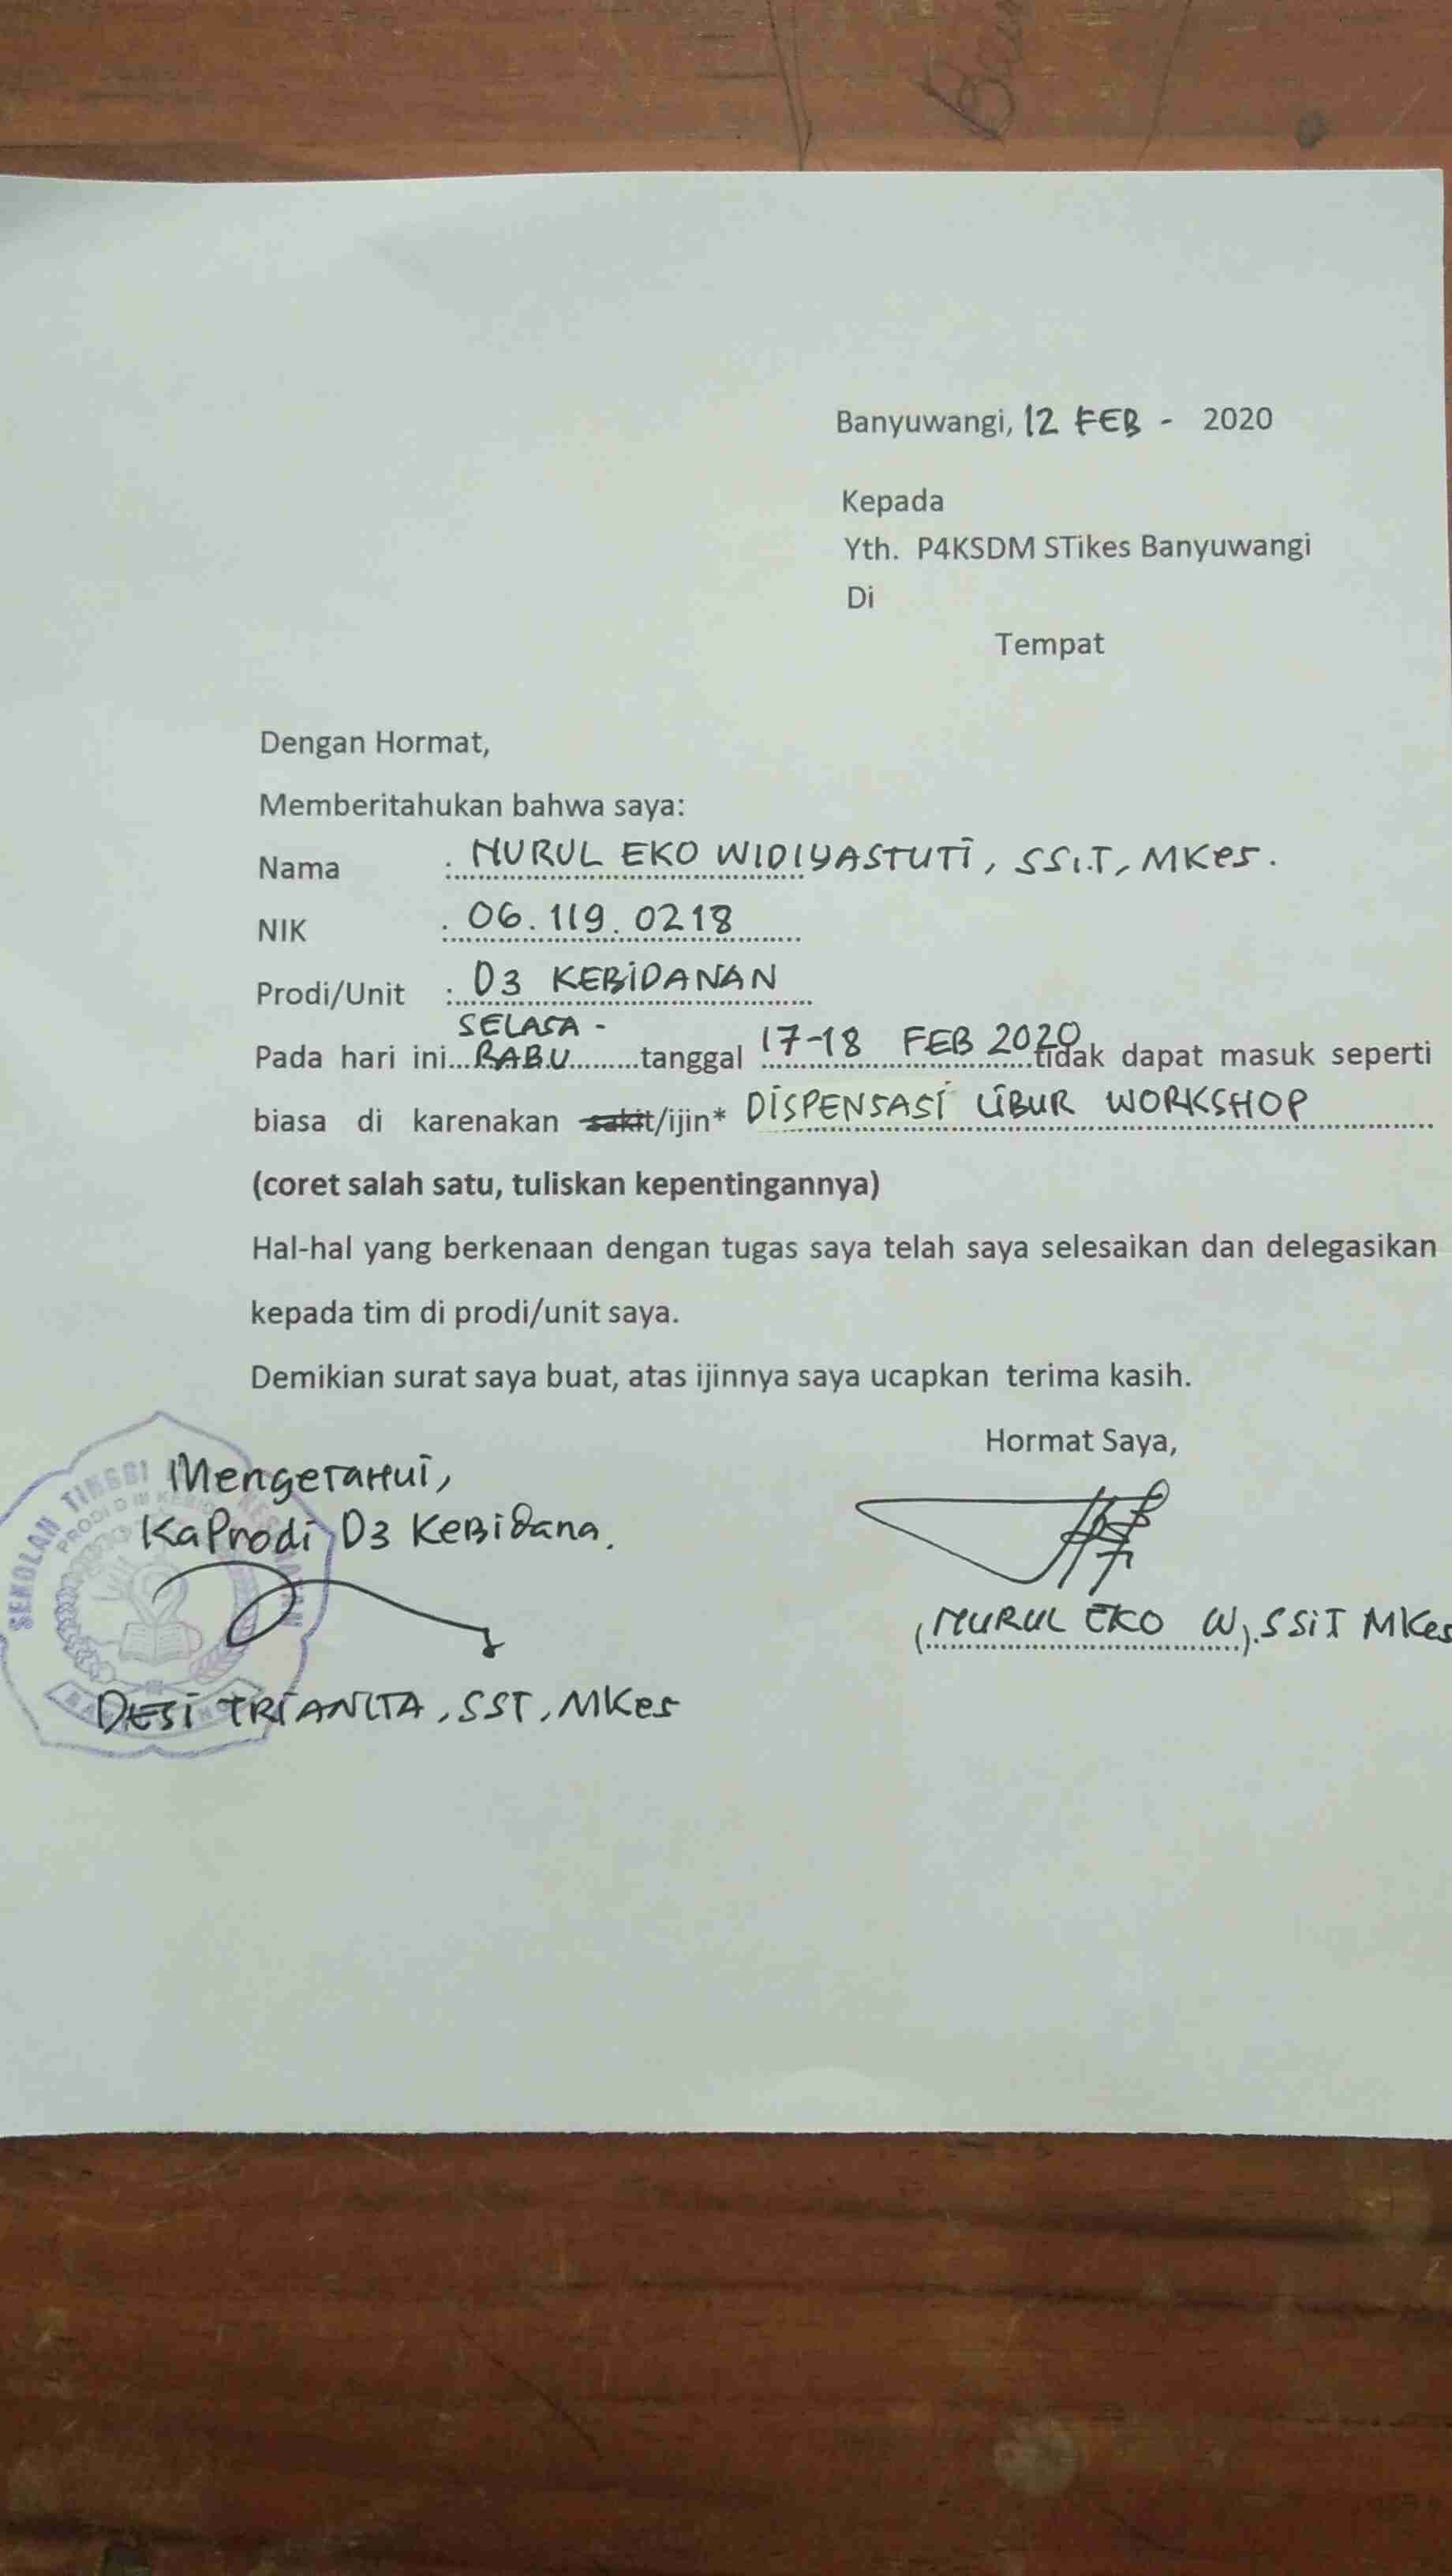 Banyuwangi, 12 FEB - 2020
Kepada
Yth. P4KSDM STikes Banyuwangi
Di
Tempat
Dengan Hormat,
Memberitahukan bahwa saya:
Nama : NURUL EKO WIDIYASTUTI, SSi.T, MKes.
NIK : 06.119.0218
Prodi/Unit : D3 KEBIDANAN
SELASA -
Pada hari ini...RABU.........tanggal 17-18 FEB 2020 tidak dapat masuk seperti
biasa di karenakan sakit/ijin* DISPENSASI LIBUR WORKSHOP
(coret salah satu, tuliskan kepentingannya)
Hal-hal yang berkenaan dengan tugas saya telah saya selesaikan dan delegasikan
kepada tim di prodi/unit saya.
Demikian surat saya buat, atas ijinnya saya ucapkan terima kasih.
Hormat Saya,
Mengetahui,
KaProdi D3 Kebidana.
(NURUL EKO W).SSiT MKes
DESI TRIANITA, SST, MKes
SEKOLAH TINGGI